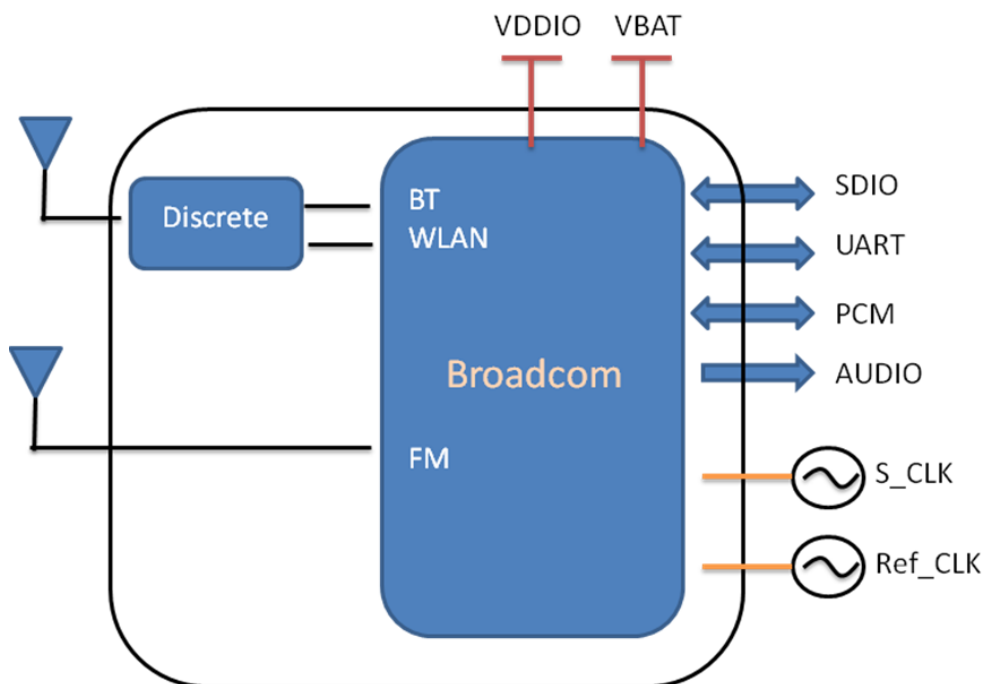 VDDIO VBAT
Discrete
BT
WLAN
Broadcom
FM
SDIO
UART
PCM
AUDIO
S_CLK
Ref_CLK